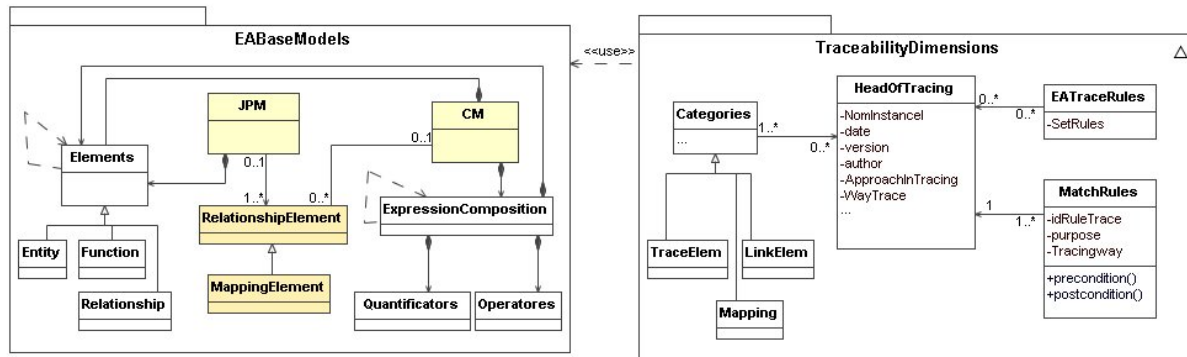 EABaseModels
JPM
CM
Elements
0..1
0..1
1..*
0..*
RelationshipElement
ExpressionComposition
Entity
Function
MappingElement
Relationship
Quantificators
Operatores
<<use>>
TraceabilityDimensions
Categories
...
1..*
0..*
HeadOfTracing
-NomInstancel
-date
-version
-author
-ApproachInTracing
-WayTrace
...
0..*
0..*
EATraceRules
-SetRules
1
1..*
MatchRules
-idRuleTrace
-purpose
-Tracingway
+precondition()
+postcondition()
TraceElem
LinkElem
Mapping